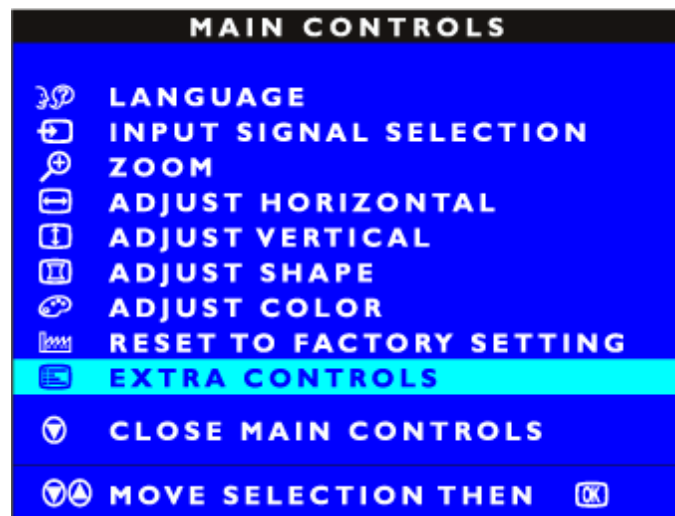 MAIN CONTROLS
LANGUAGE
INPUT SIGNAL SELECTION
ZOOM
ADJUST HORIZONTAL
ADJUST VERTICAL
ADJUST SHAPE
ADJUST COLOR
RESET TO FACTORY SETTING
EXTRA CONTROLS
CLOSE MAIN CONTROLS
MOVE SELECTION THEN OK